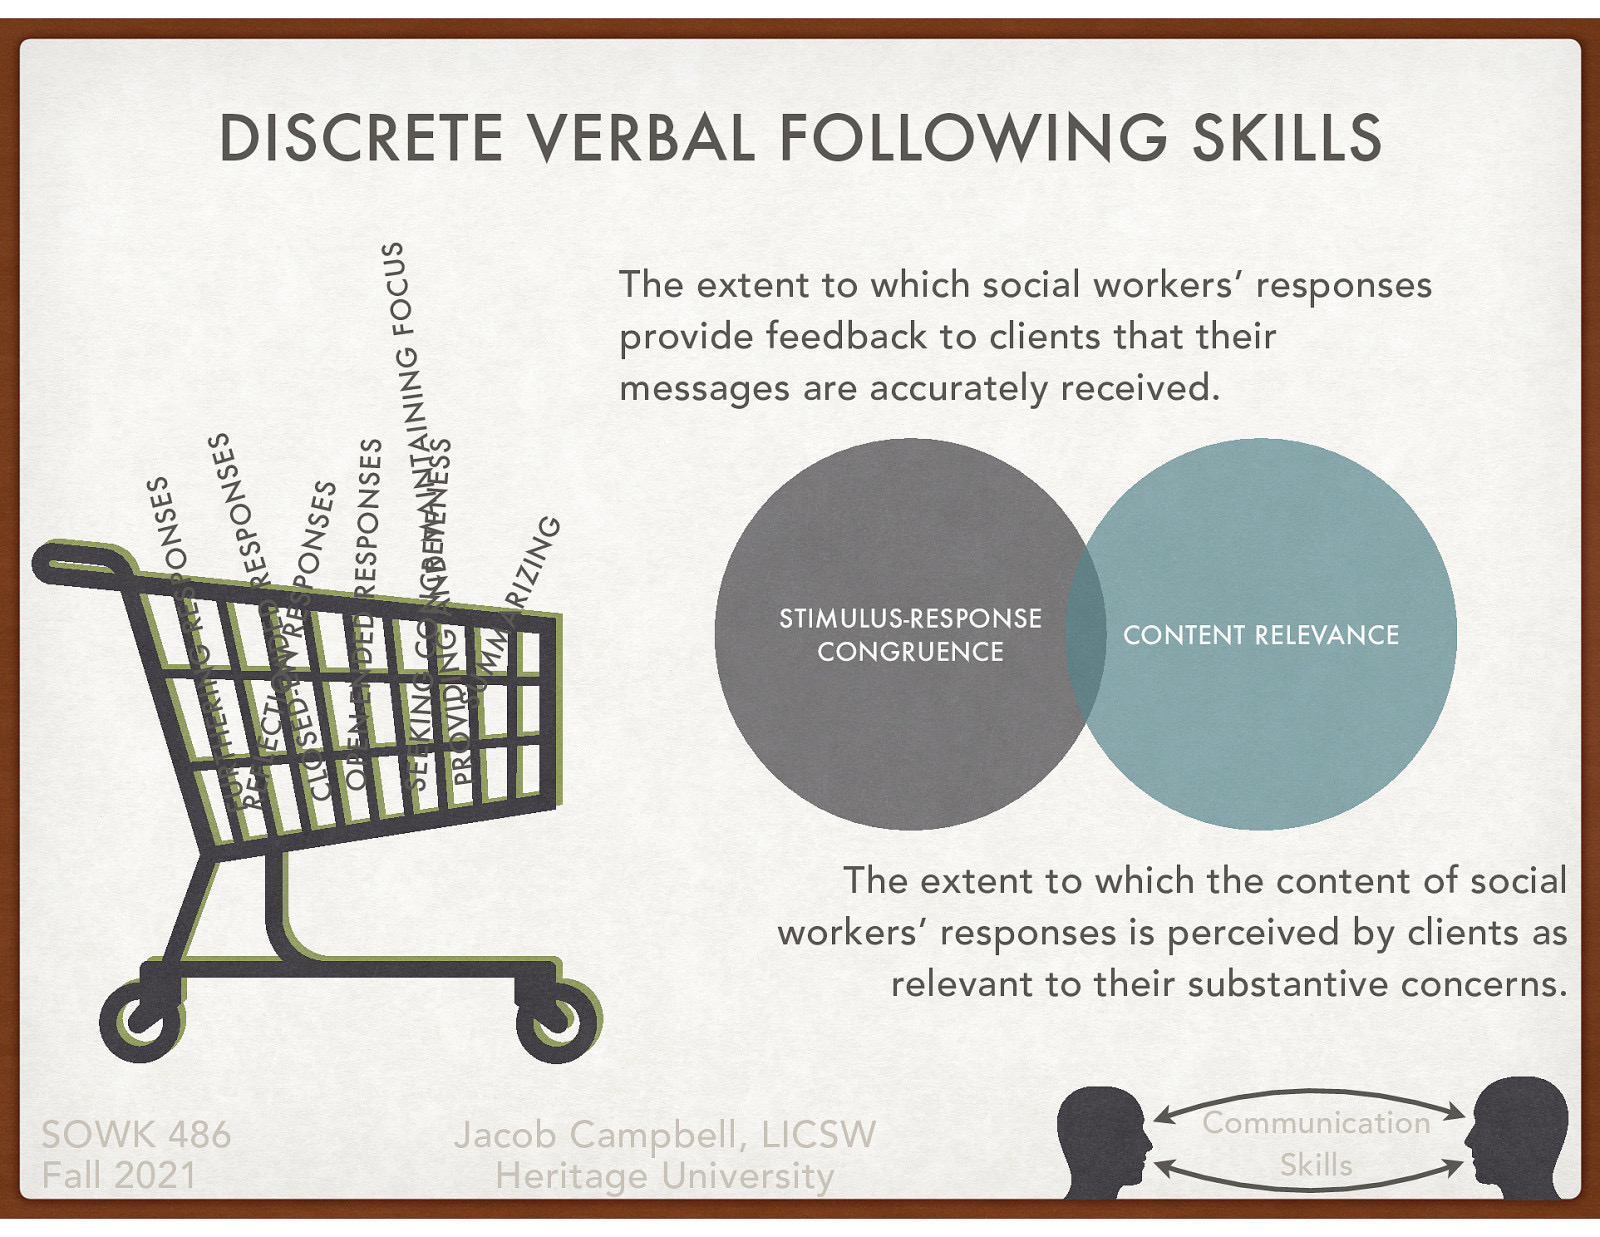 DISCRETE VERBAL FOLLOWING SKILLS
The extent to which social workers’ responses
provide feedback to clients that their
messages are accurately received.
FURTHERING RESPONSES
REFLECTION RESPONSES
CLOSED-ENDED RESPONSES
OPEN-ENDED RESPONSES
SEEKING CONCRETENESS
PROVIDING AND MAINTAINING FOCUS
SUMMARIZING
STIMULUS-RESPONSE
CONGRUENCE
CONTENT RELEVANCE
The extent to which the content of social
workers’ responses is perceived by clients as
relevant to their substantive concerns.
SOWK 486
Fall 2021
Jacob Campbell, LICSW
Heritage University
Communication
Skills